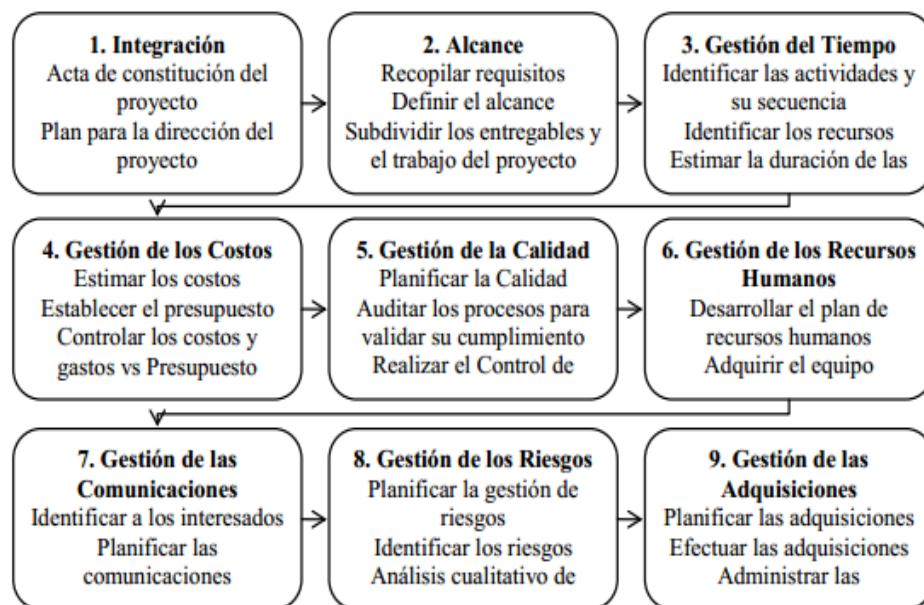 1. Integración
Acta de constitución del
proyecto
Plan para la dirección del
proyecto
2. Alcance
Recopilar requisitos
Definir el alcance
Subdividir los entregables y
el trabajo del proyecto
3. Gestión del Tiempo
Identificar las actividades y
su secuencia
Identificar los recursos
Estimar la duración de las
4. Gestión de los Costos
Estimar los costos
Establecer el presupuesto
Controlar los costos y
gastos vs Presupuesto
5. Gestión de la Calidad
Planificar la Calidad
Auditar los procesos para
validar su cumplimiento
Realizar el Control de
6. Gestión de los Recursos
Humanos
Desarrollar el plan de
recursos humanos
Adquirir el equipo
7. Gestión de las
Comunicaciones
Identificar a los interesados
Planificar las
comunicaciones
8. Gestión de los Riesgos
Planificar la gestión de
riesgos
Identificar los riesgos
Análisis cualitativo de
9. Gestión de las
Adquisiciones
Planificar las adquisiciones
Efectuar las adquisiciones
Administrar las